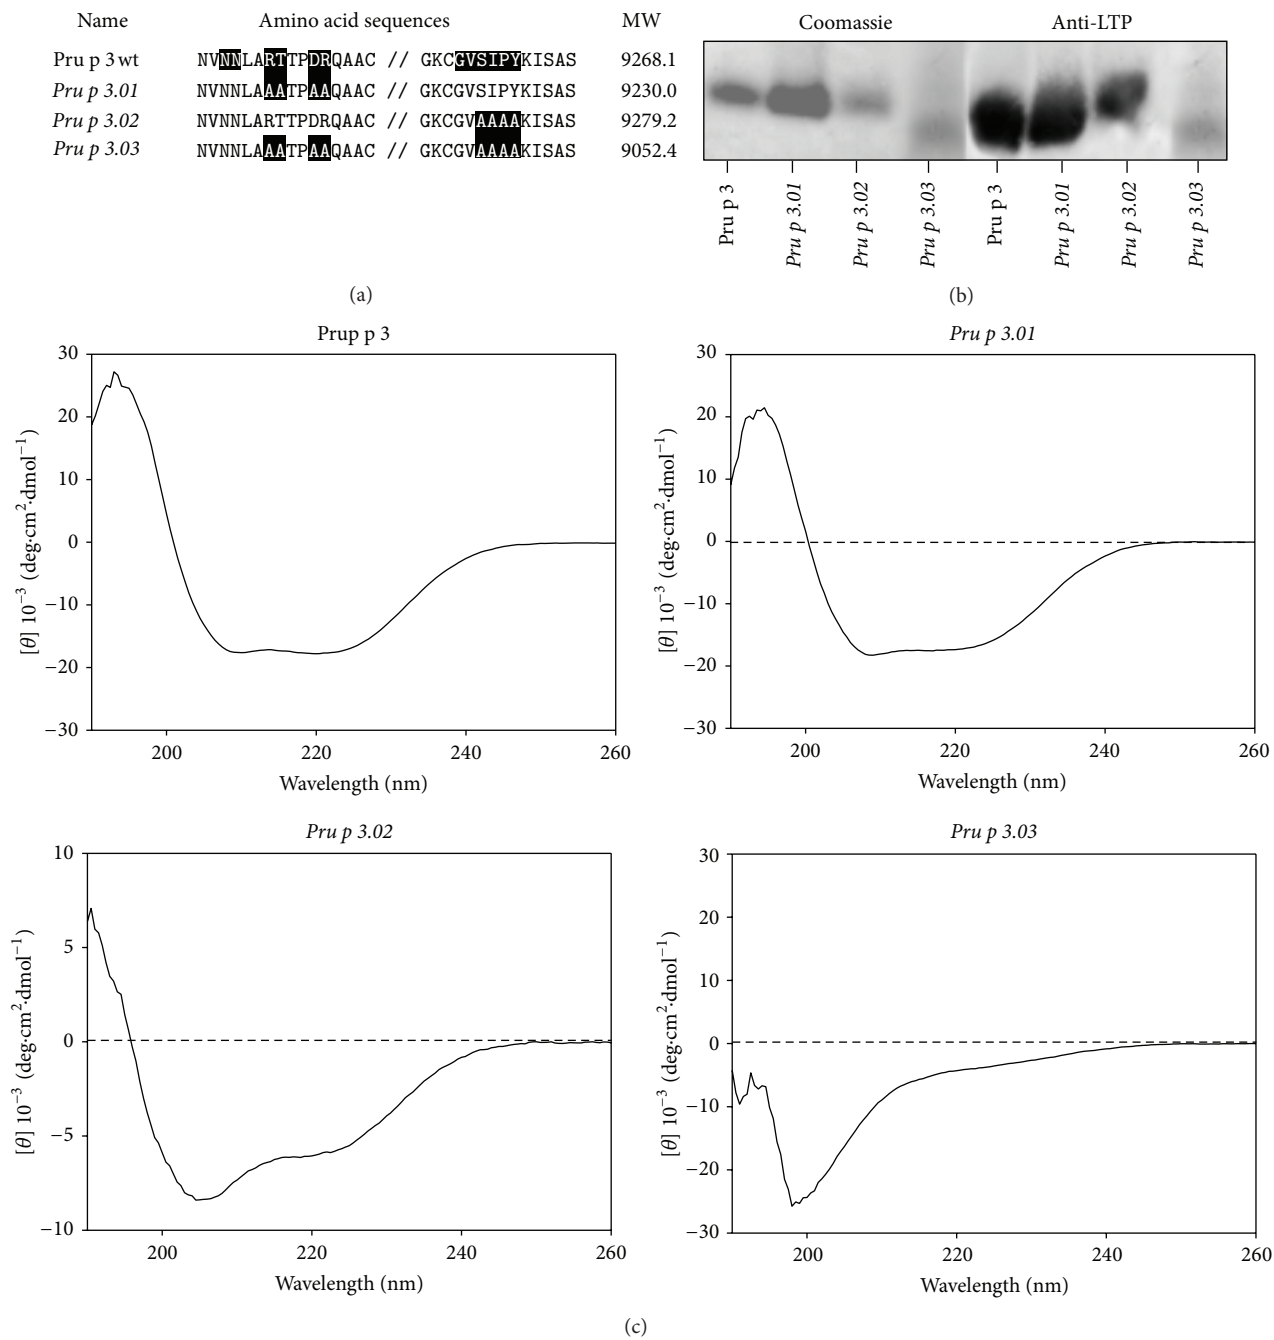 Name Amino acid sequences MW
Pru p 3 wt NVNNLARTTPDRQAAC // GKCGVSIPYKISAS 9268.1
Pru p 3.01 NVNNLAAATPAAQAAC // GKCGVSIPYKISAS 9230.0
Pru p 3.02 NVNNLARTTPDRQAAC // GKCGVAAAAKISAS 9279.2
Pru p 3.03 NVNNLAAATPAAQAAC // GKCGVAAAAKISAS 9052.4
(a)
Coomassie Anti-LTP
Pru p 3
Pru p 3.01
Pru p 3.02
Pru p 3.03
Pru p 3
Pru p 3.01
Pru p 3.02
Pru p 3.03
(b)
Prup p 3
30
20
10
0
−10
−20
−30
[θ] 10−3 (deg·cm2·dmol−1)
200 220 240 260
Wavelength (nm)
Pru p 3.01
30
20
10
0
−10
−20
−30
[θ] 10−3 (deg·cm2·dmol−1)
200 220 240 260
Wavelength (nm)
Pru p 3.02
10
5
0
−5
−10
[θ] 10−3 (deg·cm2·dmol−1)
200 220 240 260
Wavelength (nm)
Pru p 3.03
30
20
10
0
−10
−20
−30
[θ] 10−3 (deg·cm2·dmol−1)
200 220 240 260
Wavelength (nm)
(c)